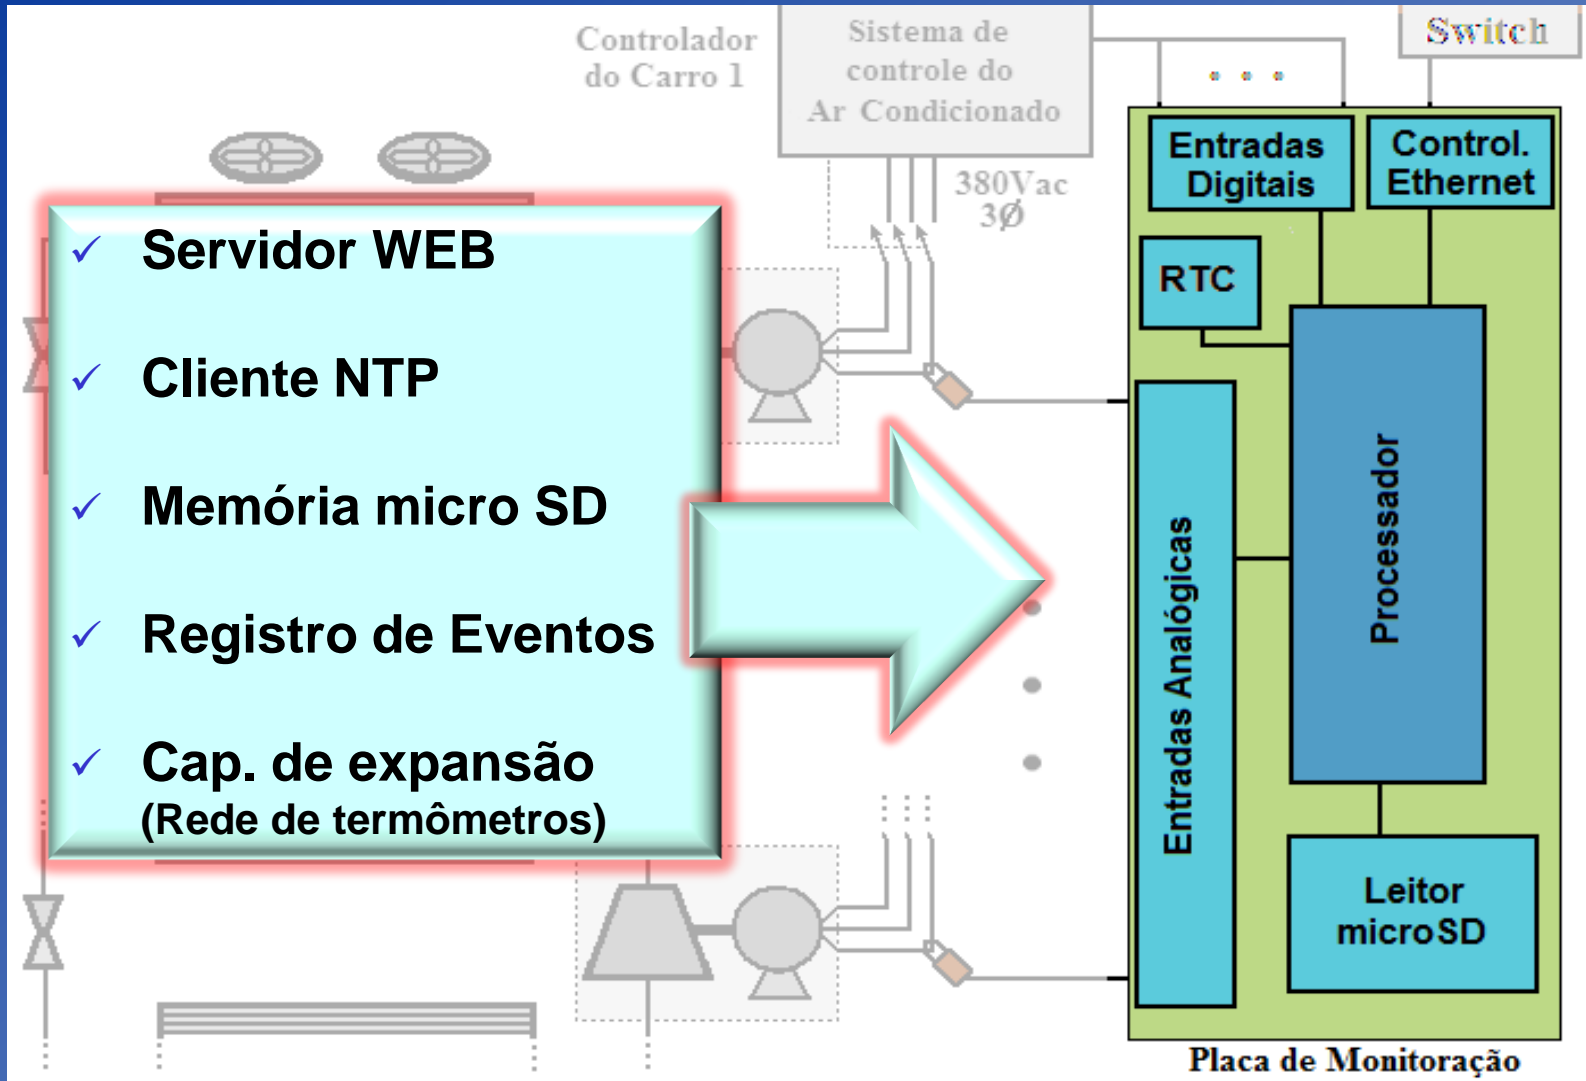 Controlador
do Carro 1
Sistema de
controle do
Ar Condicionado
Switch
. . .
380Vac
3Ø
✓ Servidor WEB
✓ Cliente NTP
✓ Memória micro SD
✓ Registro de Eventos
✓ Cap. de expansão
(Rede de termômetros)
Entradas
Digitais
Control.
Ethernet
RTC
Processador
Entradas Analógicas
Leitor
microSD
Placa de Monitoração